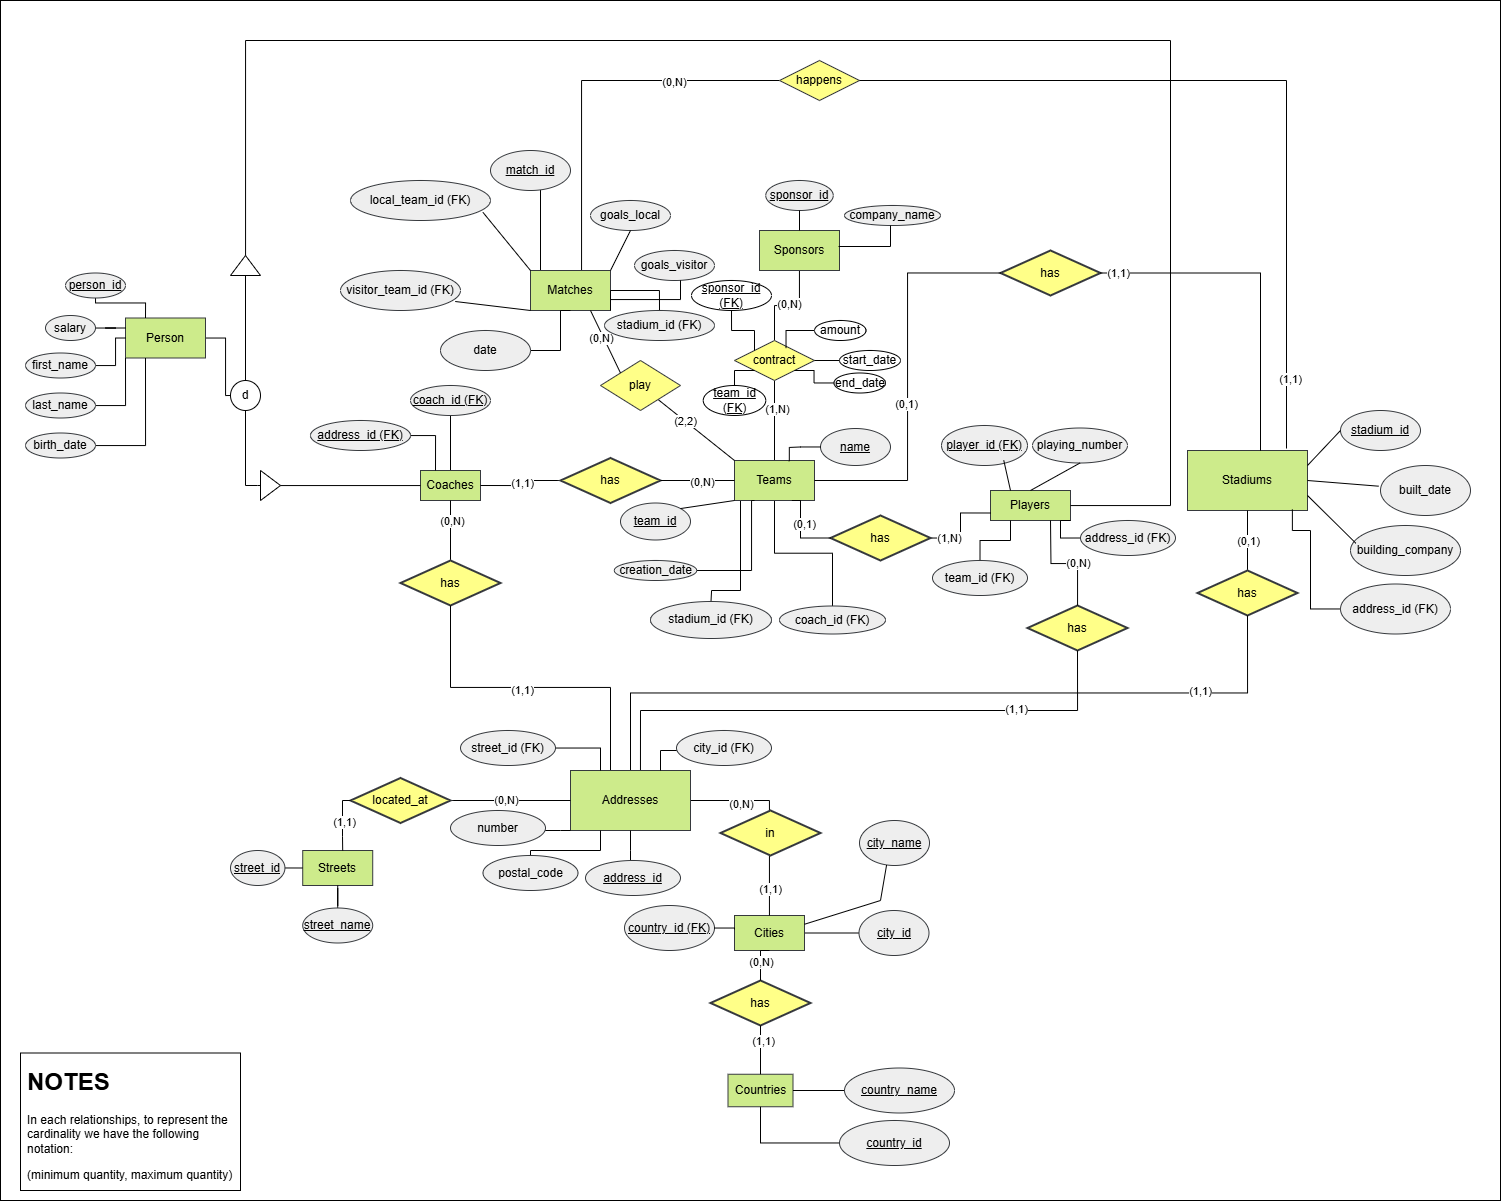 happens
(0,N)
match_id
local_team_id (FK)
goals_local
sponsor_id
company_name
Sponsors
goals_visitor
has
(1,1)
person_id
visitor_team_id (FK)
Matches
sponsor_id
(FK)
(0,N)
salary
Person
stadium_id (FK)
amount
(0,N)
date
contract
start_date
first_name
play
end_date
(1,1)
d
coach_id (FK)
team_id
(FK)
(1,N)
(0,1)
last_name
(2,2)
address_id (FK)
birth_date
name
player_id (FK)
playing_number
stadium_id
Coaches
(1,1)
has
(0,N)
Teams
Stadiums
built_date
Players
(0,N)
team_id
(0,1)
has
(1,N)
address_id (FK)
(0,1)
building_company
creation_date
(0,N)
has
team_id (FK)
has
stadium_id (FK)
coach_id (FK)
has
address_id (FK)
(1,1)
(1,1)
(1,1)
street_id (FK)
city_id (FK)
located_at
(0,N)
Addresses
(0,N)
(1,1)
number
in
city_name
street_id
Streets
postal_code
address_id
(1,1)
street_name
country_id (FK)
Cities
city_id
(0,N)
has
(1,1)
Countries
country_name
country_id
NOTES
In each relationships, to represent the
cardinality we have the following
notation:
(minimum quantity, maximum quantity)